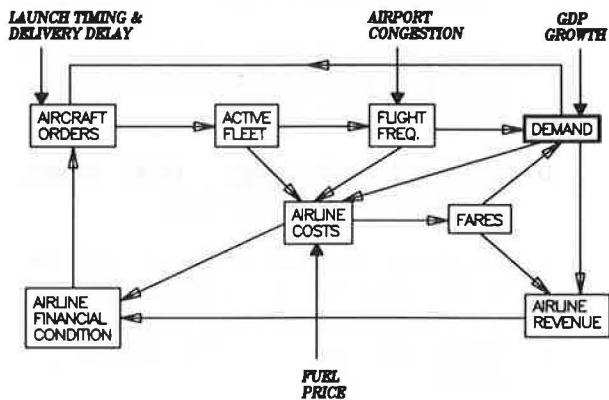 LAUNCH TIMING &
DELIVERY DELAY
AIRPORT
CONGESTION
GDP
GROWTH
AIRCRAFT
ORDERS
ACTIVE
FLEET
FLIGHT
FREQ.
DEMAND
AIRLINE
COSTS
FARES
AIRLINE
FINANCIAL
CONDITION
AIRLINE
REVENUE
FUEL
PRICE